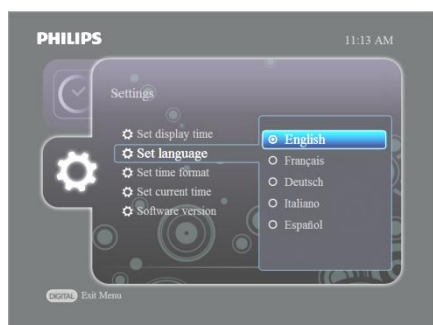 PHILIPS
11:13 AM
Settings
Set display time
Set language
Set time format
Set current time
Software version
English
Français
Deutsch
Italiano
Español
DIGITAL Exit Menu